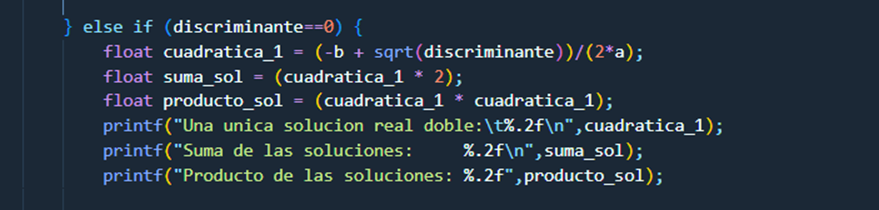 } else if (discriminante==0) {
float cuadratica_1 = (-b + sqrt(discriminante))/(2*a);
float suma_sol = (cuadratica_1 * 2);
float producto_sol = (cuadratica_1 * cuadratica_1);
printf("Una unica solucion real doble:\t%.2f\n",cuadratica_1);
printf("Suma de las soluciones:     %.2f\n",suma_sol);
printf("Producto de las soluciones: %.2f",producto_sol);